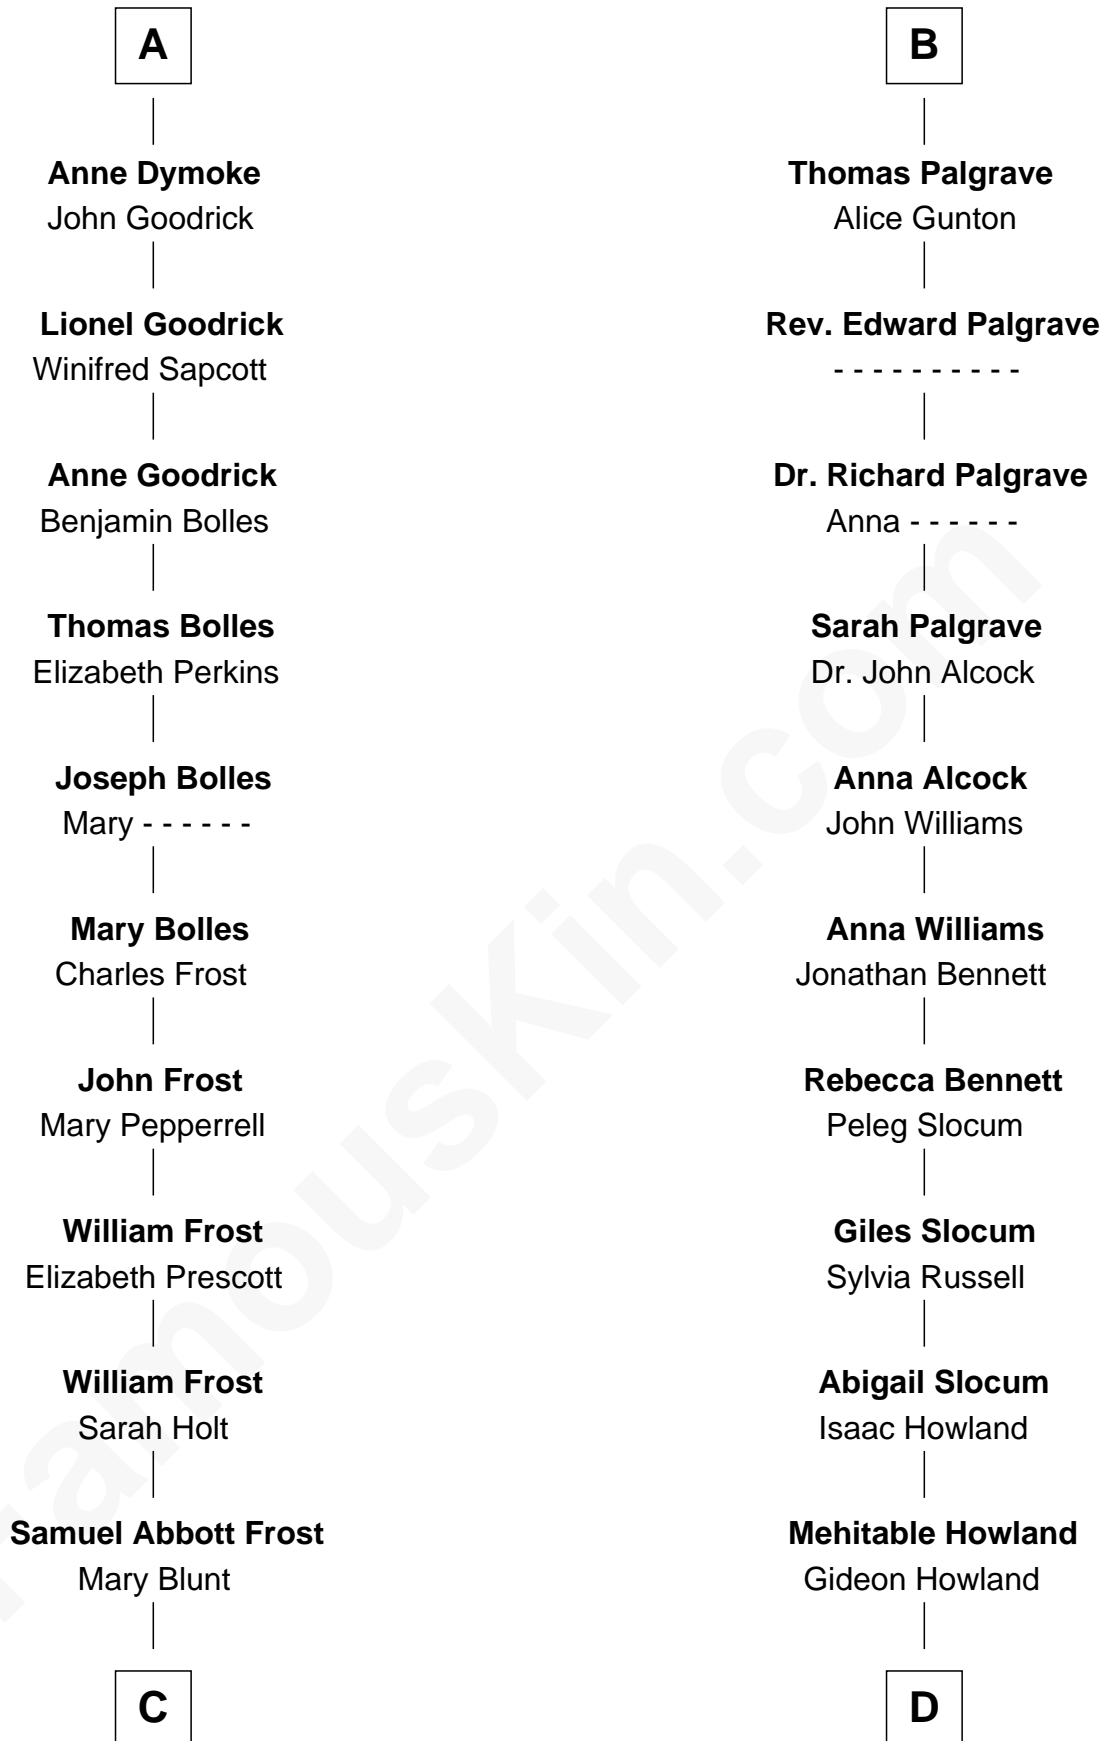 A
Anne Dymoke
John Goodrick
Lionel Goodrick
Winifred Sapcott
Anne Goodrick
Benjamin Bolles
Thomas Bolles
Elizabeth Perkins
Joseph Bolles
Mary - - - - - -
Mary Bolles
Charles Frost
John Frost
Mary Pepperrell
William Frost
Elizabeth Prescott
William Frost
Sarah Holt
Samuel Abbott Frost
Mary Blunt
C
B
Thomas Palgrave
Alice Gunton
Rev. Edward Palgrave
- - - - - - - - - -
Dr. Richard Palgrave
Anna - - - - - -
Sarah Palgrave
Dr. John Alcock
Anna Alcock
John Williams
Anna Williams
Jonathan Bennett
Rebecca Bennett
Peleg Slocum
Giles Slocum
Sylvia Russell
Abigail Slocum
Isaac Howland
Mehitable Howland
Gideon Howland
D
FamousKin.com